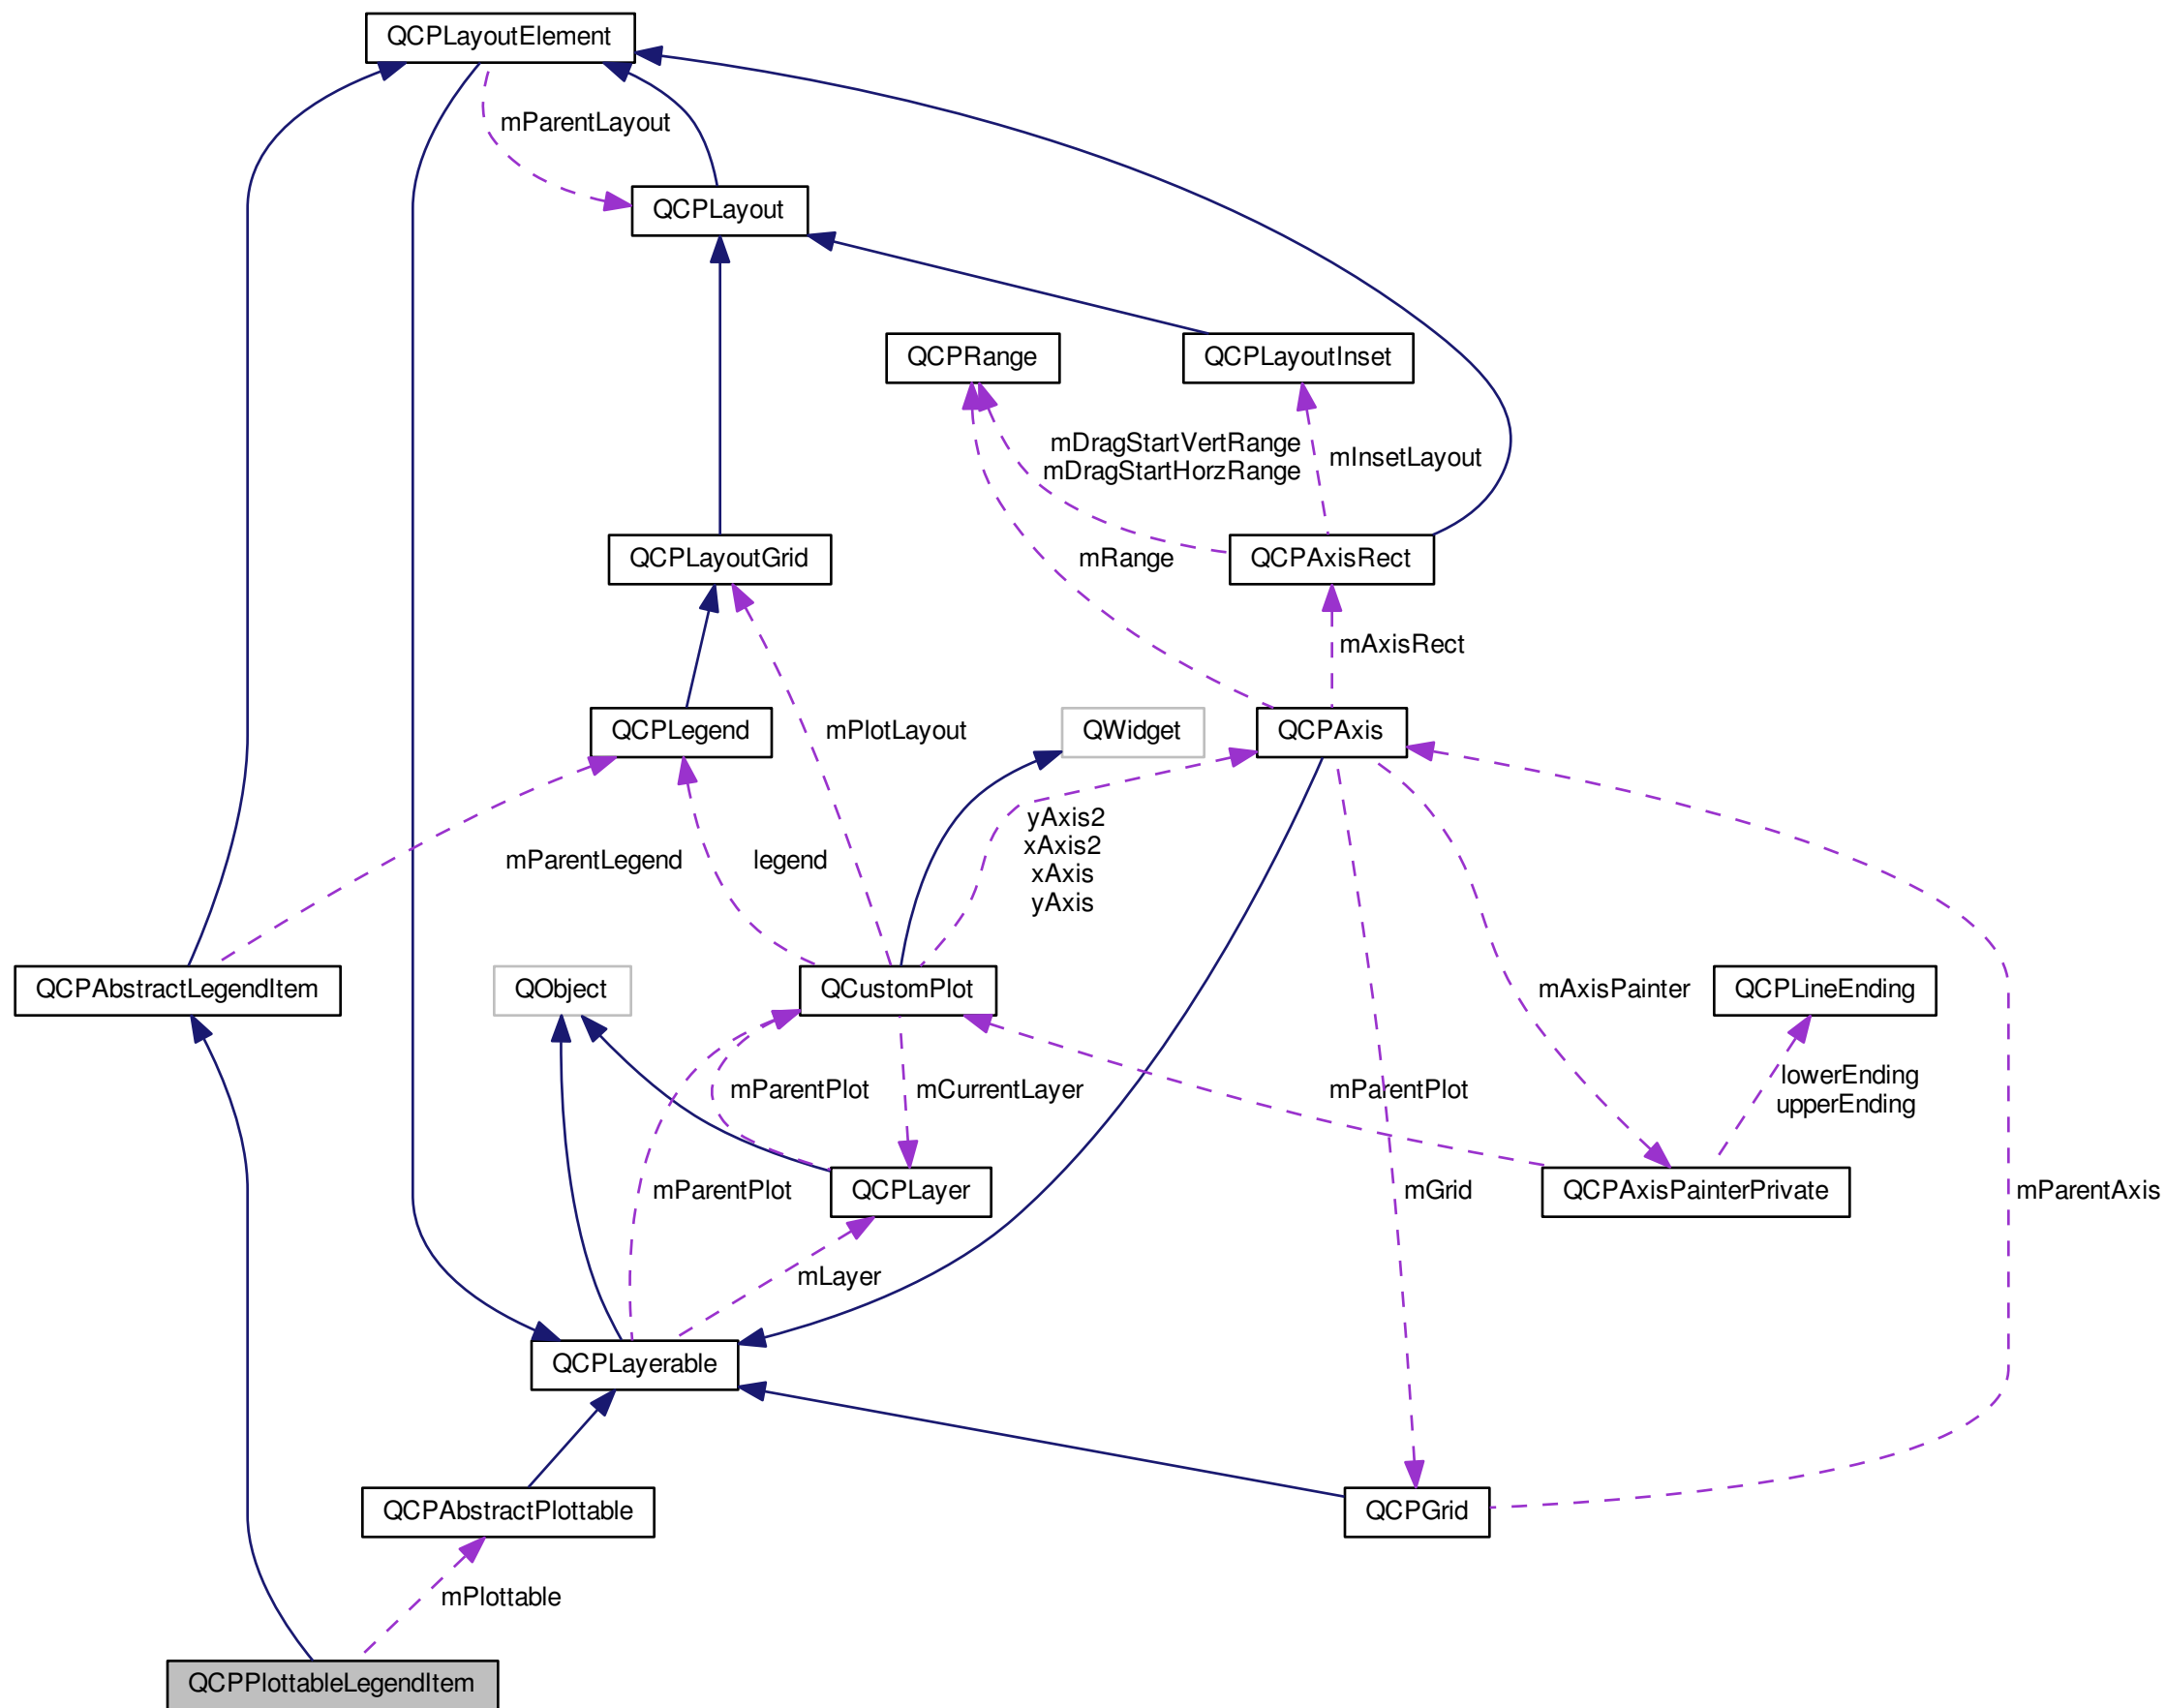 QCPLayoutElement
mParentLayout
QCPLayout
QCPRange
QCPLayoutInset
mDragStartVertRange
mDragStartHorzRange
mInsetLayout
QCPLayoutGrid
mRange
QCPAxisRect
mAxisRect
QCPLegend
mPlotLayout
QWidget
QCPAxis
yAxis2
xAxis2
xAxis
yAxis
mParentLegend
legend
QCPAbstractLegendItem
QObject
QCustomPlot
mAxisPainter
QCPLineEnding
mParentPlot
mCurrentLayer
mParentPlot
lowerEnding
upperEnding
mParentPlot
QCPLayer
mGrid
QCPAxisPainterPrivate
mParentAxis
mLayer
QCPLayerable
QCPAbstractPlottable
QCPGrid
mPlottable
QCPPlottableLegendItem